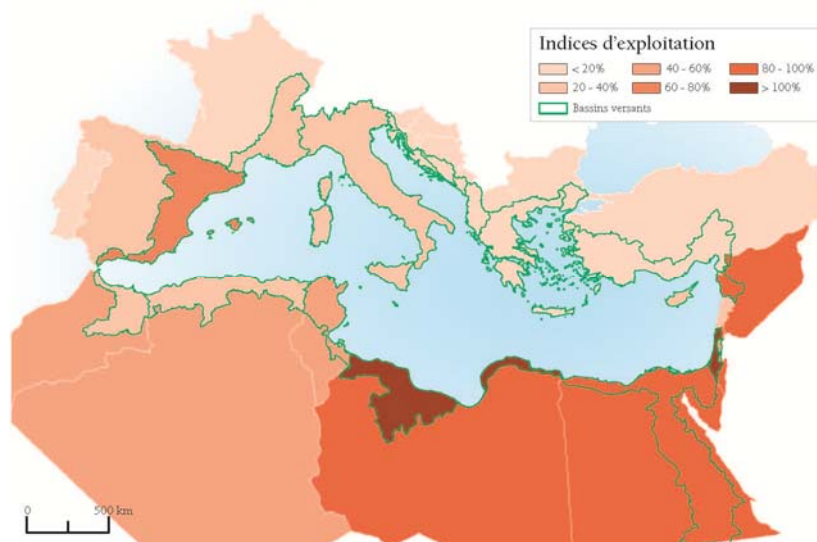 Indices d'exploitation
< 20% 40 - 60% 80 - 100%
20 - 40% 60 - 80% > 100%
Bassins versants
0 500 km